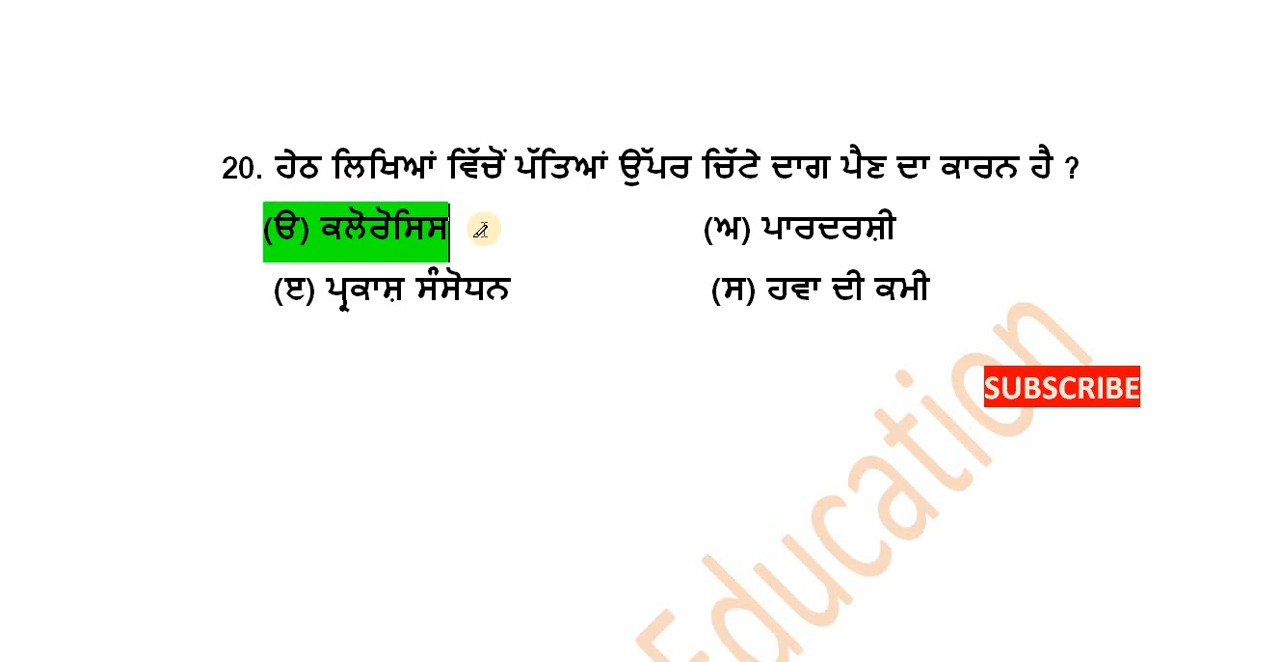 20. ਹੇਠ ਲਿਖਿਆਂ ਵਿੱਚੋਂ ਪੱਤਿਆਂ ਉੱਪਰ ਚਿੱਟੇ ਦਾਗ ਪੈਣ ਦਾ ਕਾਰਨ ਹੈ ?
(ੳ) ਕਲੋਰੋਸਿਸ (ਅ) ਪਾਰਦਰਸ਼ੀ
(ੲ) ਪ੍ਰਕਾਸ਼ ਸੰਸੋਧਨ (ਸ) ਹਵਾ ਦੀ ਕਮੀ
SUBSCRIBE
Education